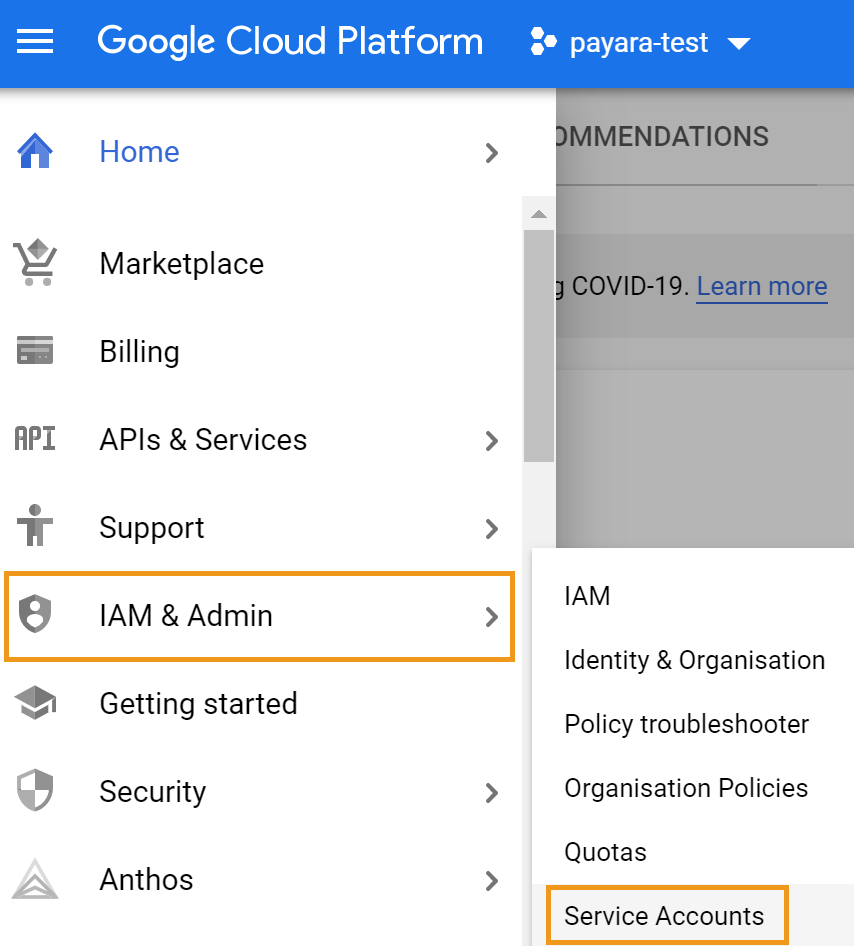 Google Cloud Platform
payara-test
Home
OMMENDATIONS
Marketplace
g COVID-19. Learn more
Billing
API
APIs & Services
Support
IAM & Admin
Getting started
Security
Anthos
IAM
Identity & Organisation
Policy troubleshooter
Organisation Policies
Quotas
Service Accounts